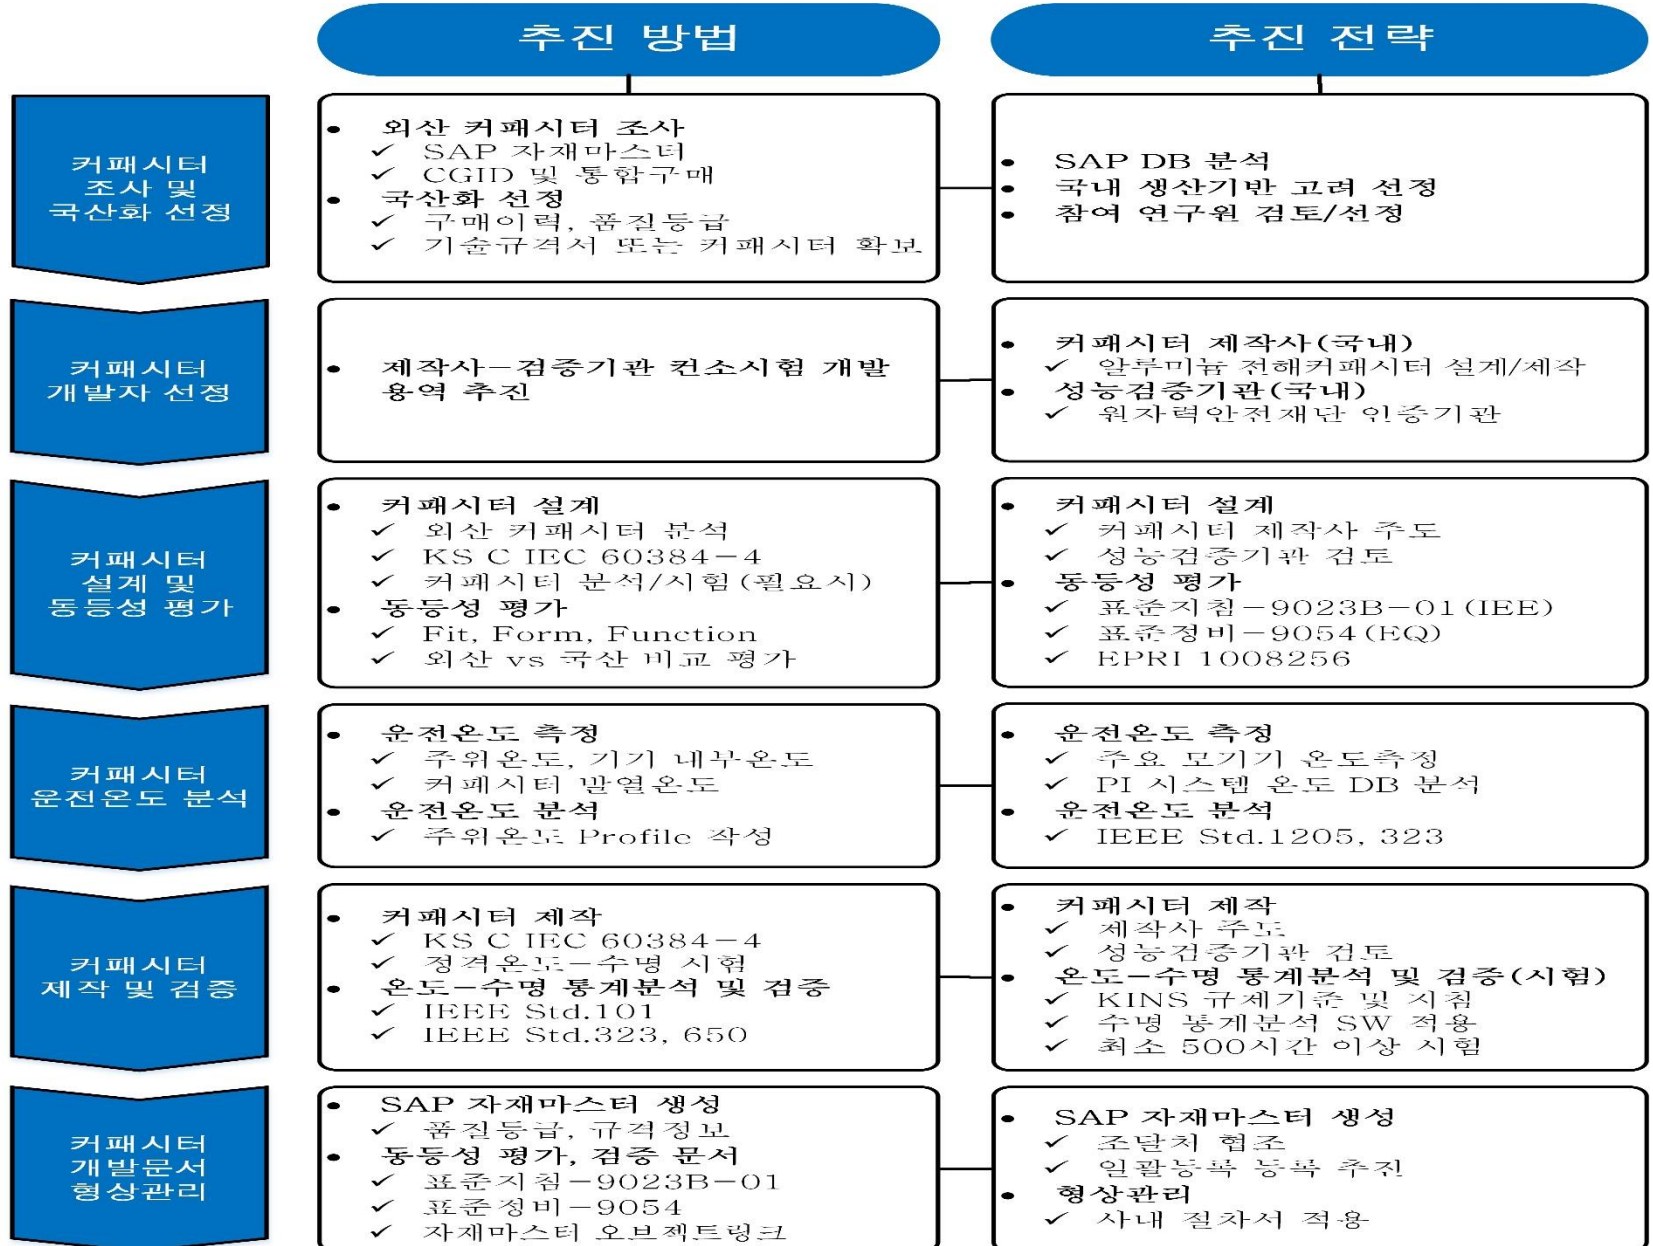 추진 방법
추진 전략
커패시터
조사 및
국산화 선정
• 외산 커패시터 조사
✓ SAP 자재마스터
✓ CGID 및 통합구매
• 국산화 선정
✓ 구매이력, 품질등급
✓ 기술규격서 또는 커패시터 확보
• SAP DB 분석
• 국내 생산기반 고려 선정
• 참여 연구원 검토/선정
커패시터
개발자 선정
• 제작사-검증기관 컨소시험 개발
용역 추진
• 커패시터 제작사(국내)
✓ 알루미늄 전해커패시터 설계/제작
• 성능검증기관(국내)
✓ 원자력안전재단 인증기관
커패시터
설계 및
동등성 평가
• 커패시터 설계
✓ 외산 커패시터 분석
✓ KS C IEC 60384-4
✓ 커패시터 분석/시험(필요시)
• 동등성 평가
✓ Fit, Form, Function
✓ 외산 vs 국산 비교 평가
• 커패시터 설계
✓ 커패시터 제작사 주도
✓ 성능검증기관 검토
• 동등성 평가
✓ 표준지침-9023B-01(IEE)
✓ 표준정비-9054(EQ)
✓ EPRI 1008256
커패시터
운전온도 분석
• 운전온도 측정
✓ 주위온도, 기기 내부온도
✓ 커패시터 발열온도
• 운전온도 분석
✓ 주위온도 Profile 작성
• 운전온도 측정
✓ 주요 모기기 온도측정
✓ PI 시스템 온도 DB 분석
• 운전온도 분석
✓ IEEE Std.1205, 323
커패시터
제작 및 검증
• 커패시터 제작
✓ KS C IEC 60384-4
✓ 정격온도-수명 시험
• 온도-수명 통계분석 및 검증
✓ IEEE Std.101
✓ IEEE Std.323, 650
• 커패시터 제작
✓ 제작사 주도
✓ 성능검증기관 검토
• 온도-수명 통계분석 및 검증(시험)
✓ KINS 규제기준 및 지침
✓ 수명 통계분석 SW 적용
✓ 최소 500시간 이상 시험
커패시터
개발문서
형상관리
• SAP 자재마스터 생성
✓ 품질등급, 규격정보
• 동등성 평가, 검증 문서
✓ 표준지침-9023B-01
✓ 표준정비-9054
✓ 자재마스터 오브젝트링크
• SAP 자재마스터 생성
✓ 조달처 협조
✓ 일괄등록 등록 추진
• 형상관리
✓ 사내 절차서 적용